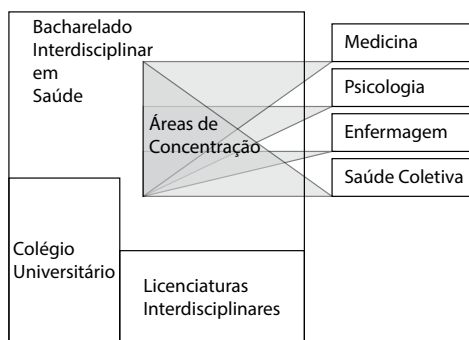 Bacharelado
Interdisciplinar
em
Saúde
Áreas de
Concentração
Medicina
Psicologia
Enfermagem
Saúde Coletiva
Colégio
Universitário
Licenciaturas
Interdisciplinares